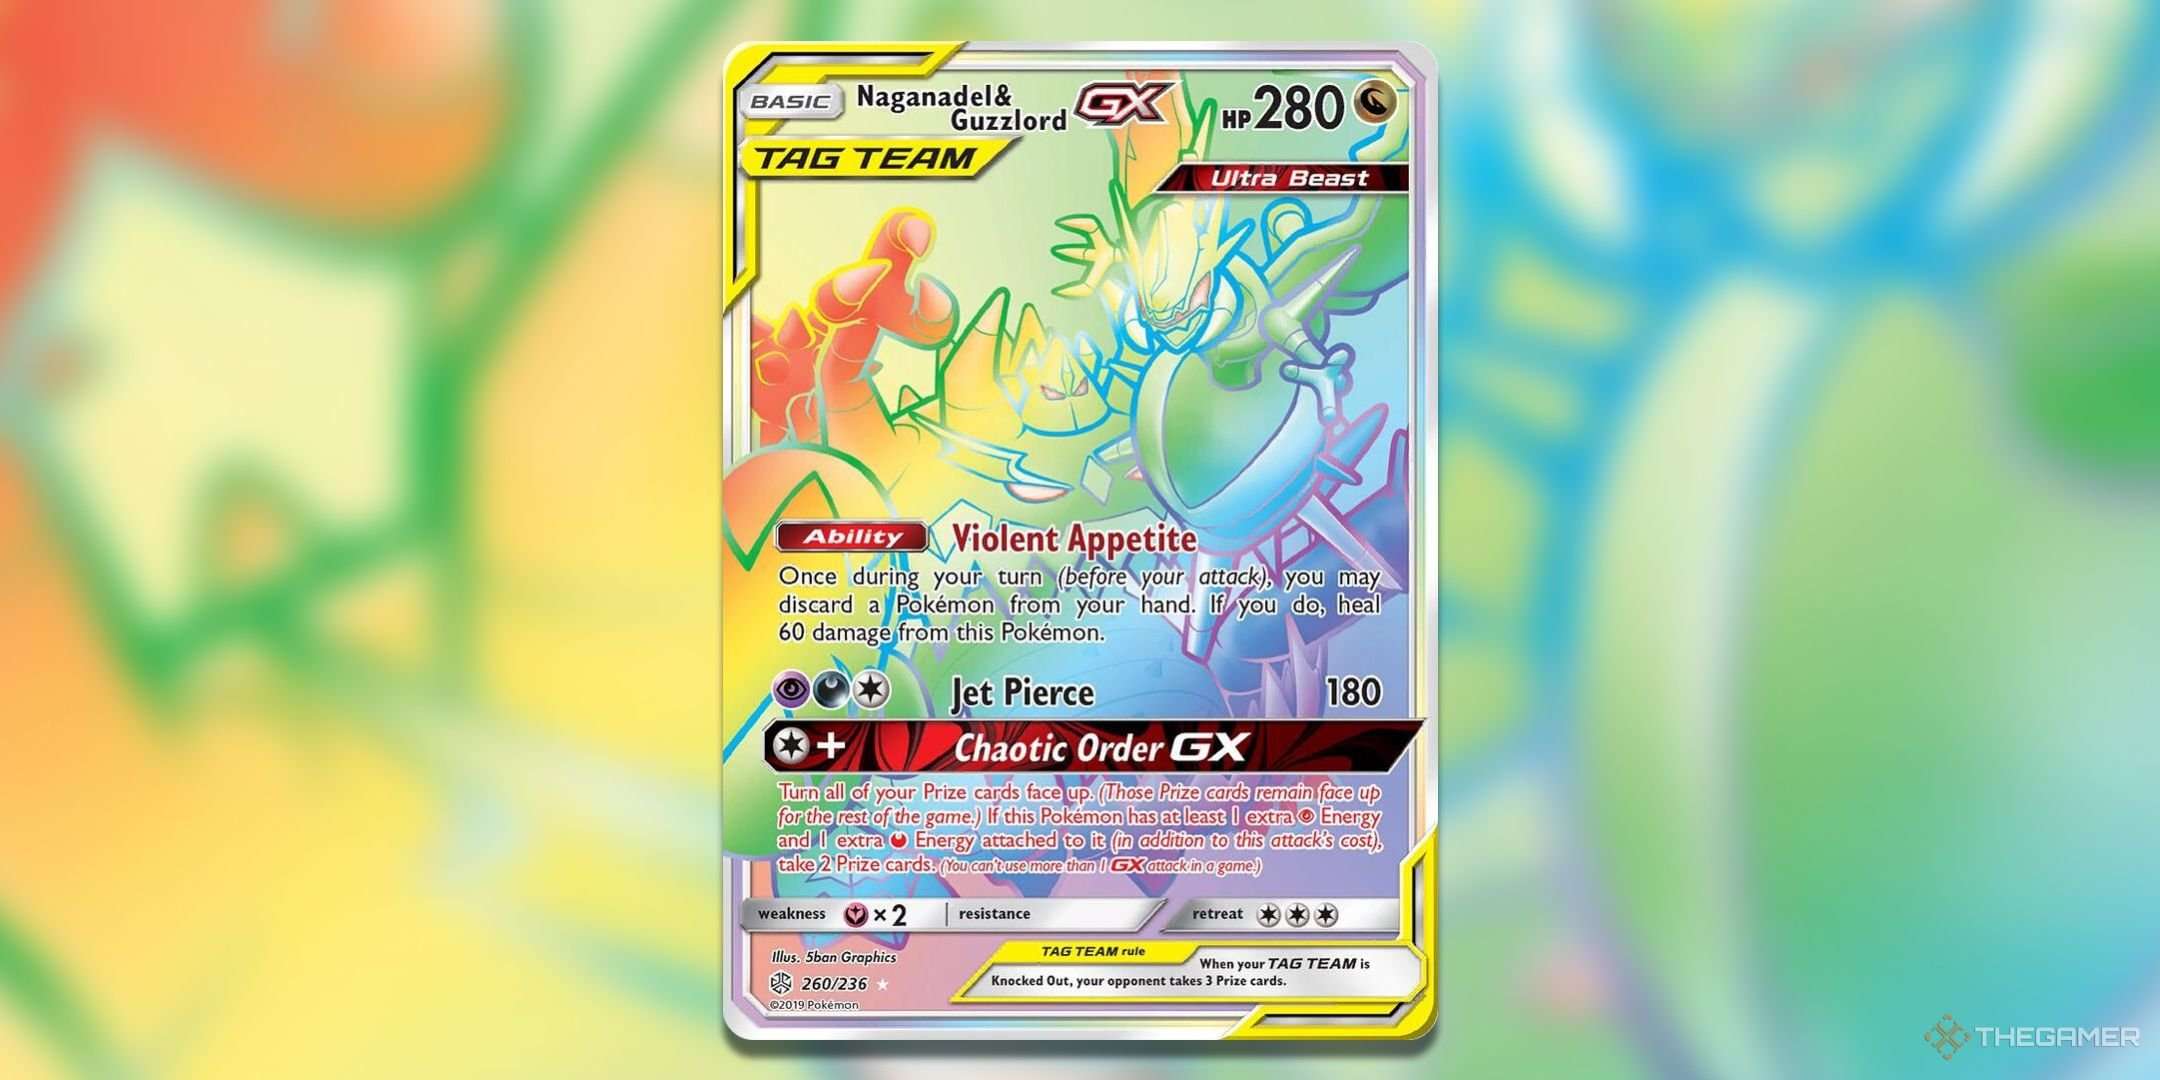 BASIC
Naganadel&
Guzzlord GX
HP 280
TAG TEAM
Ultra Beast
Ability Violent Appetite
Once during your turn (before your attack), you may
discard a Pokémon from your hand. If you do, heal
60 damage from this Pokémon.
Jet Pierce 180
+ Chaotic Order GX
Turn all of your Prize cards face up. (Those Prize cards remain face up
for the rest of the game.) If this Pokémon has at least 1 extra Energy
and 1 extra Energy attached to it (in addition to this attack's cost),
take 2 Prize cards. (You can't use more than 1 GX attack in a game.)
weakness ×2 resistance retreat
Illus. 5ban Graphics
260/236
©2019 Pokémon
TAG TEAM rule
When your TAG TEAM is
Knocked Out, your opponent takes 3 Prize cards.
THEGAMER